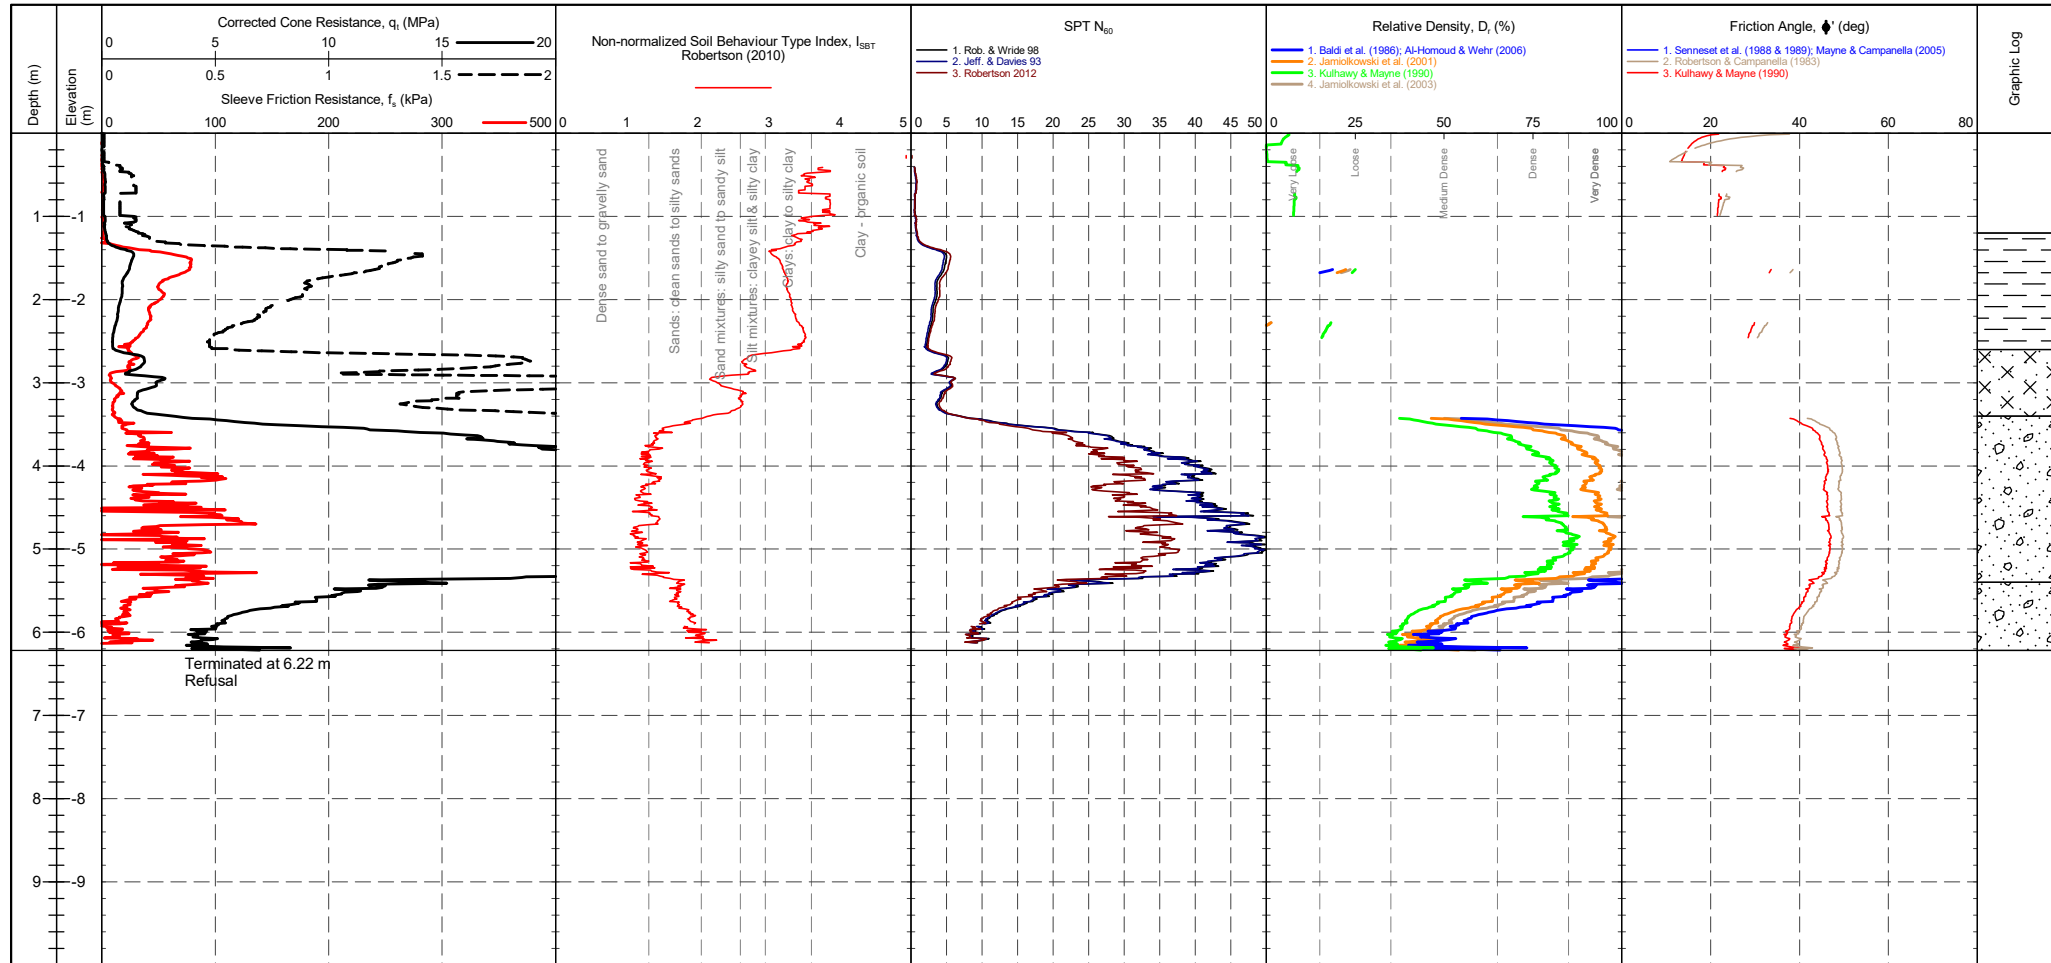 Depth (m)
Elevation (m)
Corrected Cone Resistance, qt (MPa)
0 5 10 15 20
0 0.5 1 1.5 2
Sleeve Friction Resistance, fs (kPa)
0 100 200 300 500
Non-normalized Soil Behaviour Type Index, ISBT
Robertson (2010)
0 1 2 3 4 5
Dense sand to gravelly sand
Sands: clean sands to silty sands
Sand mixtures: silty sand to sandy silt
Silt mixtures: clayey silt & silty clay
Clays: clay to silty clay
Clay - organic soil
SPT N60
1. Rob. & Wride 98
2. Jeff. & Davies 93
3. Robertson 2012
0 5 10 15 20 25 30 35 40 45 50
Relative Density, Dr (%)
1. Baldi et al. (1986); Al-Homoud & Wehr (2006)
2. Jamiolkowski et al. (2001)
3. Kulhawy & Mayne (1990)
4. Jamiolkowski et al. (2003)
0 25 50 75 100
Very Loose
Loose
Medium Dense
Dense
Very Dense
Friction Angle, ϕ' (deg)
1. Senneset et al. (1988 & 1989); Mayne & Campanella (2005)
2. Robertson & Campanella (1983)
3. Kulhawy & Mayne (1990)
0 20 40 60 80
Graphic Log
1 -1
2 -2
3 -3
4 -4
5 -5
6 -6
Terminated at 6.22 m
Refusal
7 -7
8 -8
9 -9